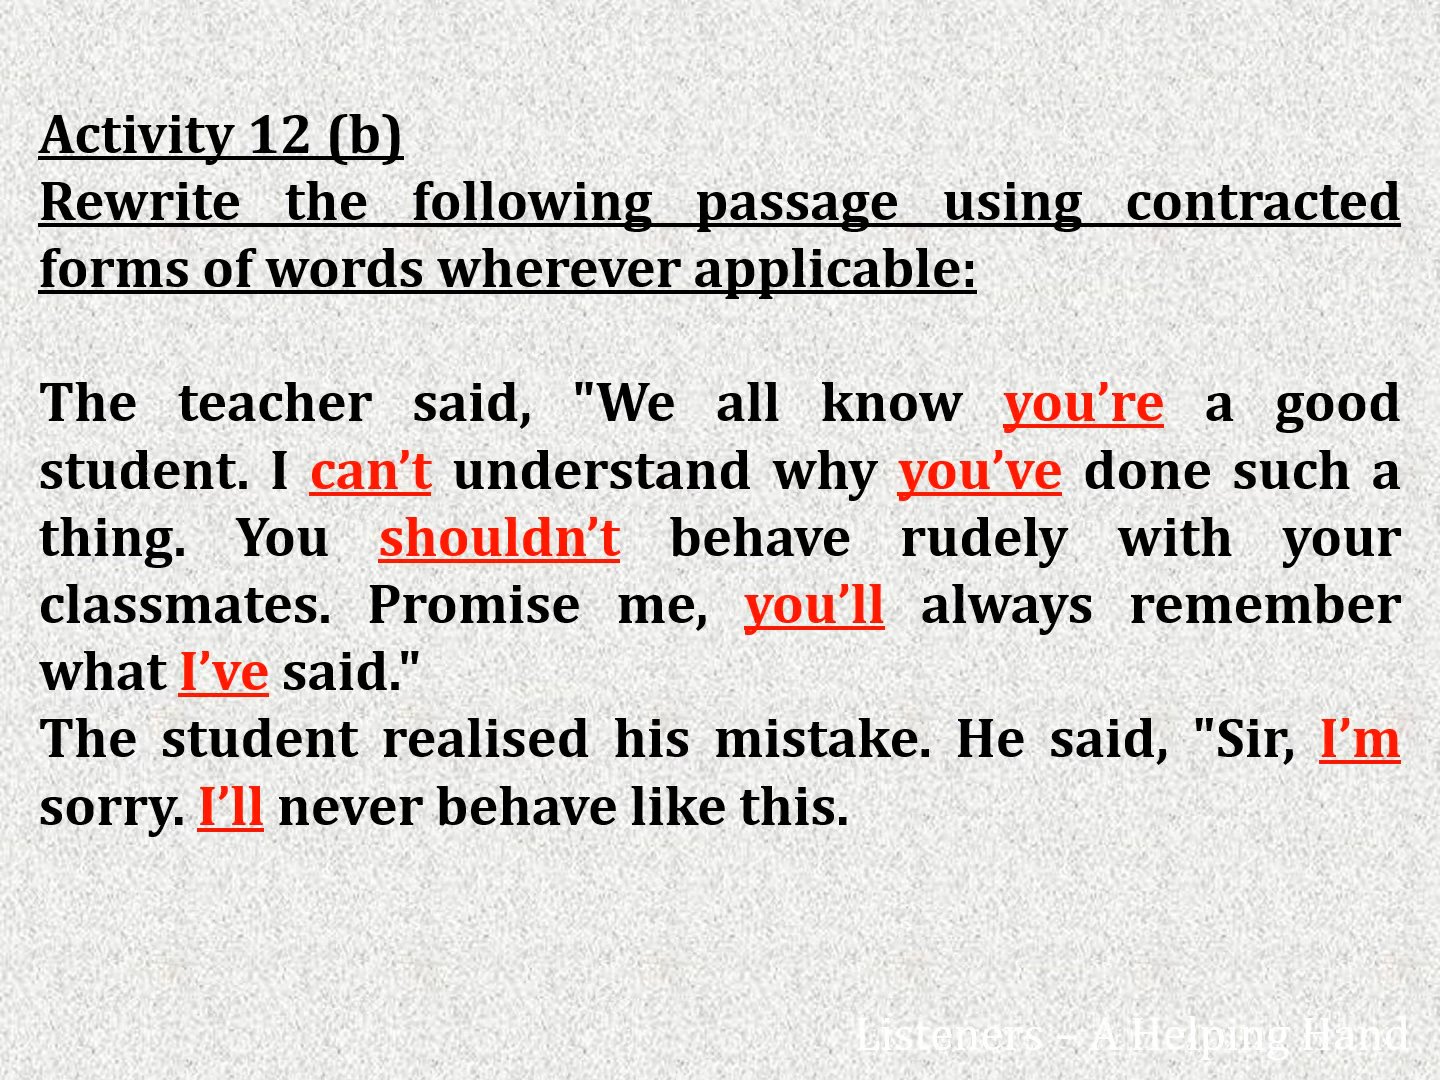 Activity 12 (b)
Rewrite the following passage using contracted
forms of words wherever applicable:
The teacher said, "We all know you’re a good
student. I can’t understand why you’ve done such a
thing. You shouldn’t behave rudely with your
classmates. Promise me, you’ll always remember
what I’ve said."
The student realised his mistake. He said, "Sir, I’m
sorry. I’ll never behave like this.
Listeners – A Helping Hand